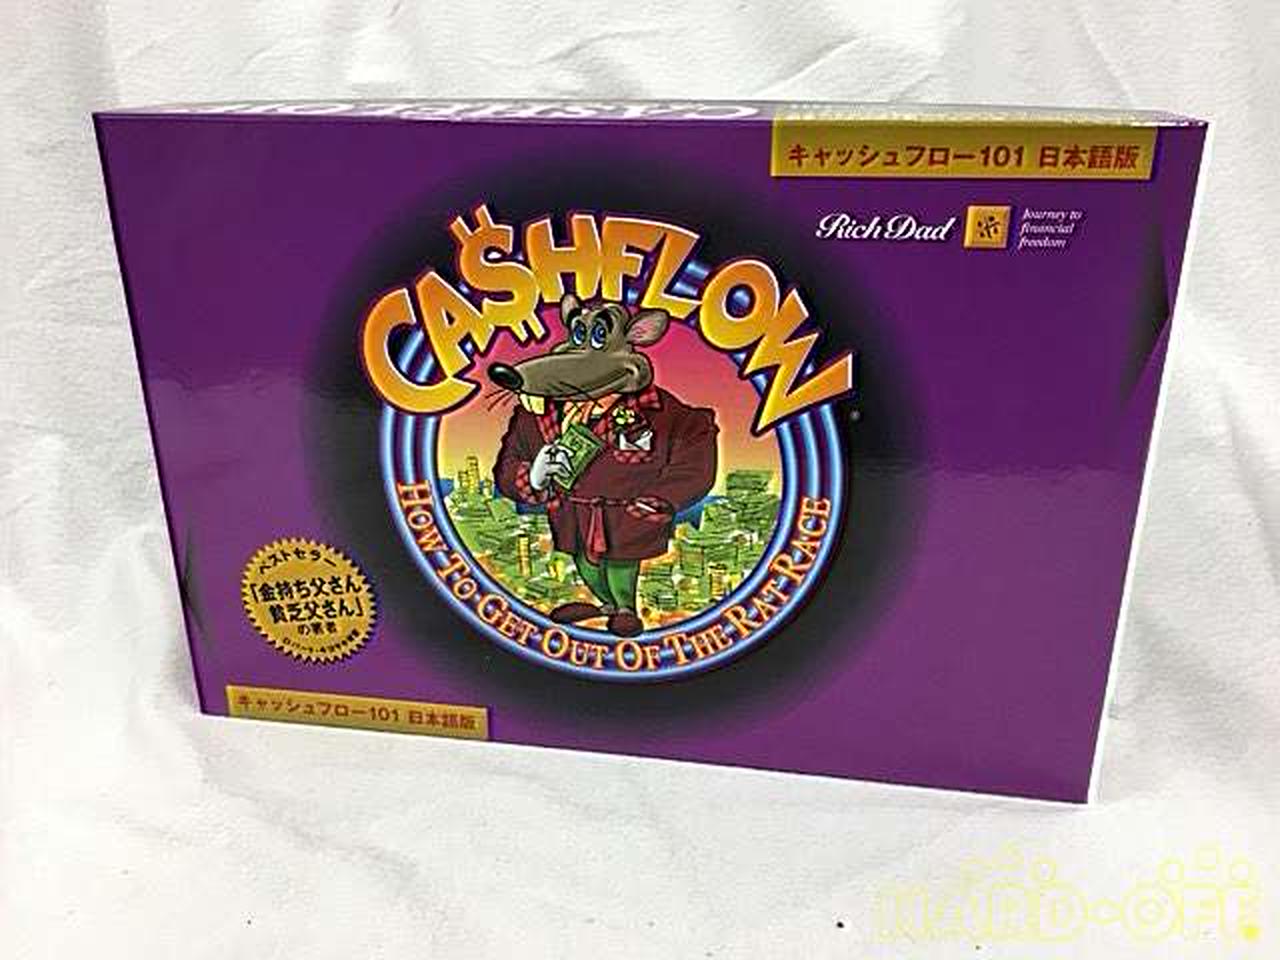 CASHFLOW
キャッシュフロー101 日本語版
Rich Dad
Journey to
financial
freedom
CA$HFLOW
HOW TO GET OUT OF THE RAT RACE
ベストセラー
「金持ち父さん
貧乏父さん」
の著者
キャッシュフロー101 日本語版
HARD-OFF